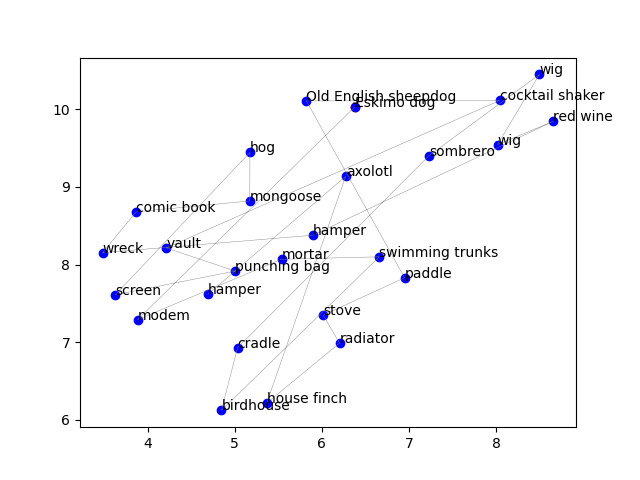 wig
Old English sheepdog
Eskimo dog
cocktail shaker
red wine
10
hog
sombrero
wig
axolotl
9
mongoose
comic book
hamper
wreck
vault
mortar
swimming trunks
8
punching bag
paddle
screen
hamper
modem
stove
7
cradle
radiator
birdhouse
house finch
6
4
5
6
7
8